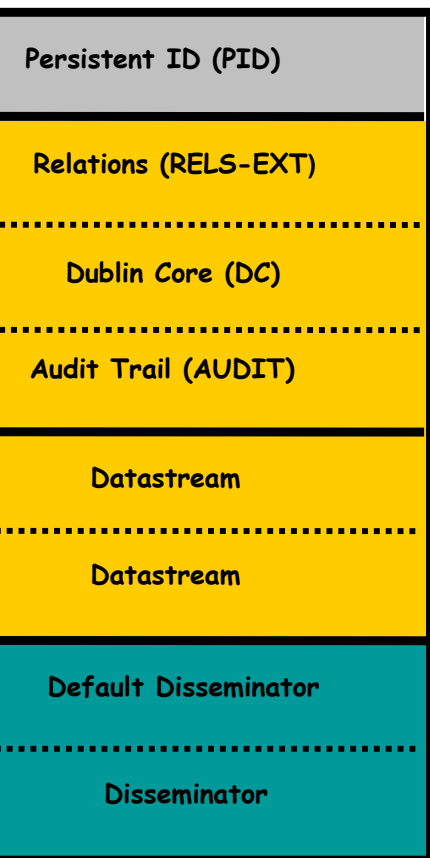 Persistent ID (PID)
Relations (RELS-EXT)
Dublin Core (DC)
Audit Trail (AUDIT)
Datastream
Datastream
Default Disseminator
Disseminator